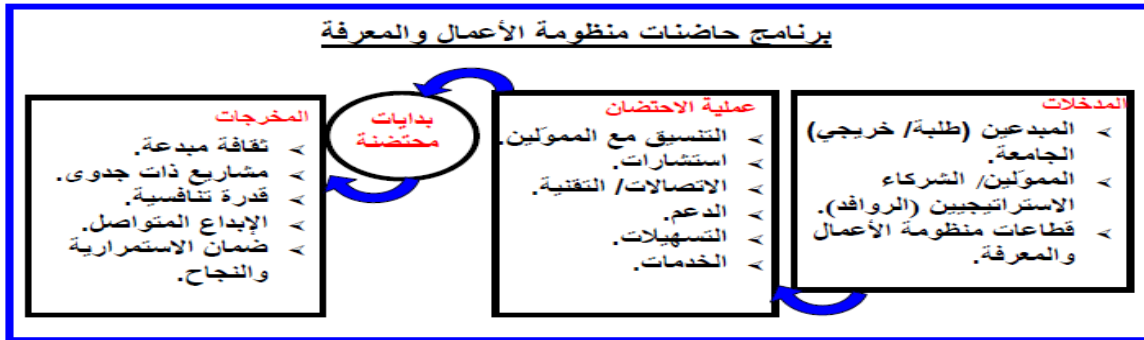 برنامج حاضنات منظومة الأعمال والمعرفة
المدخلات
➢ المبدعين (طلبة/ خريجي)
الجامعة.
➢ المموّلين/ الشركاء
الاستراتيجيين (الروافد).
➢ قطاعات منظومة الأعمال
والمعرفة.
عملية الاحتضان
➢ التنسيق مع المموّلين.
➢ استشارات.
➢ الاتصالات/ التقنية.
➢ الدعم.
➢ التسهيلات.
➢ الخدمات.
بدايات
محتضنة
المخرجات
➢ ثقافة مبدعة.
➢ مشاريع ذات جدوى.
➢ قدرة تنافسية.
➢ الإبداع المتواصل.
➢ ضمان الاستمرارية
والنجاح.